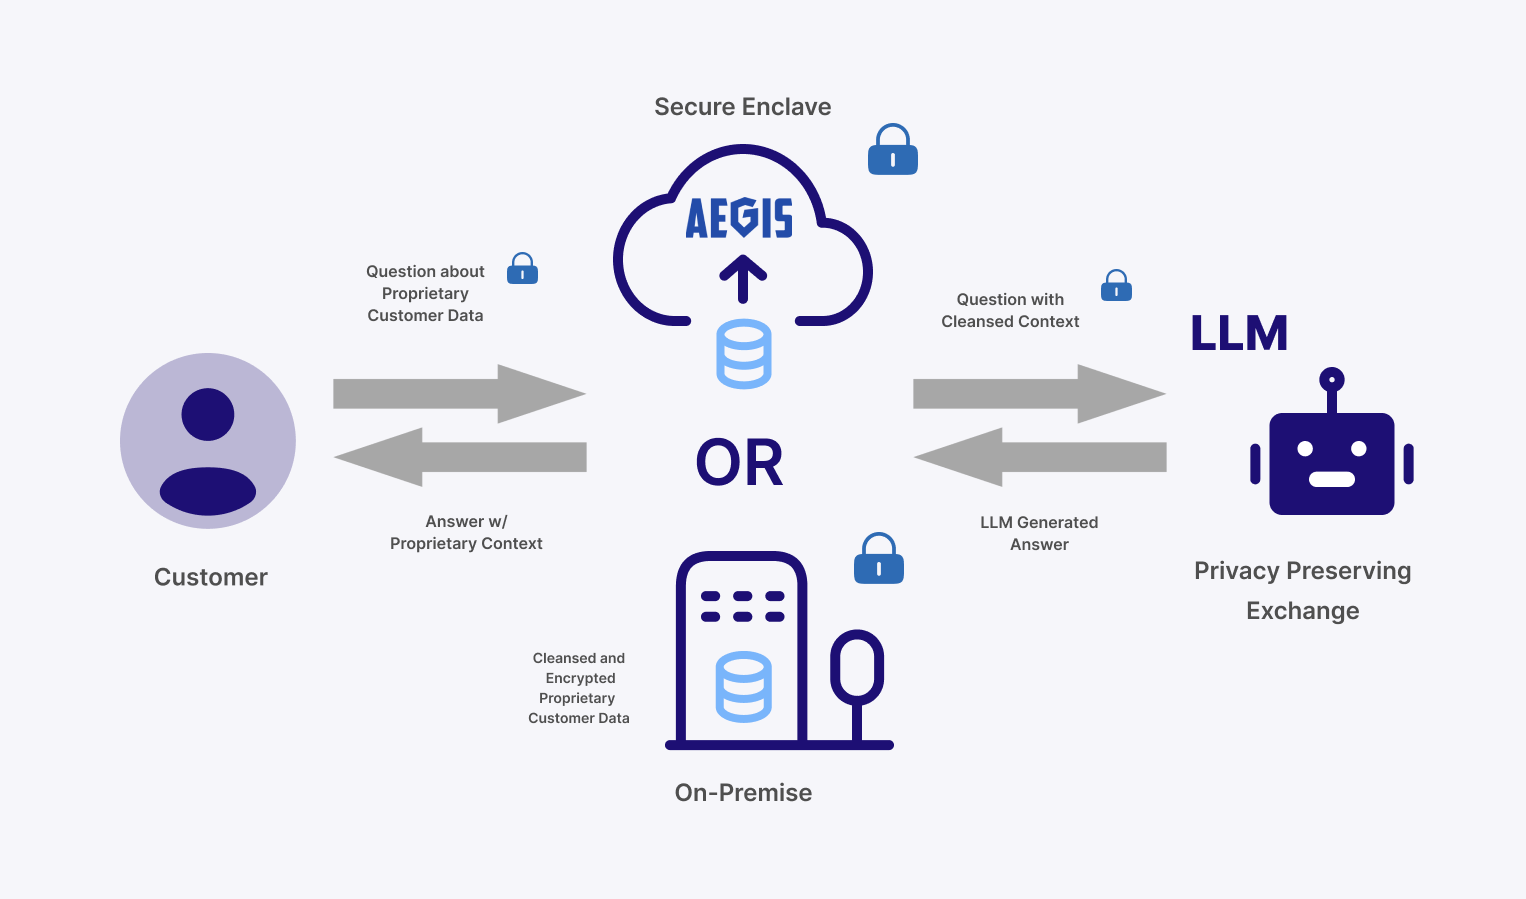 Secure Enclave
AEGIS
Question about
Proprietary
Customer Data
Question with
Cleansed Context
LLM
OR
Answer w/
Proprietary Context
LLM Generated
Answer
Customer
Privacy Preserving
Exchange
Cleansed and
Encrypted
Proprietary
Customer Data
On-Premise